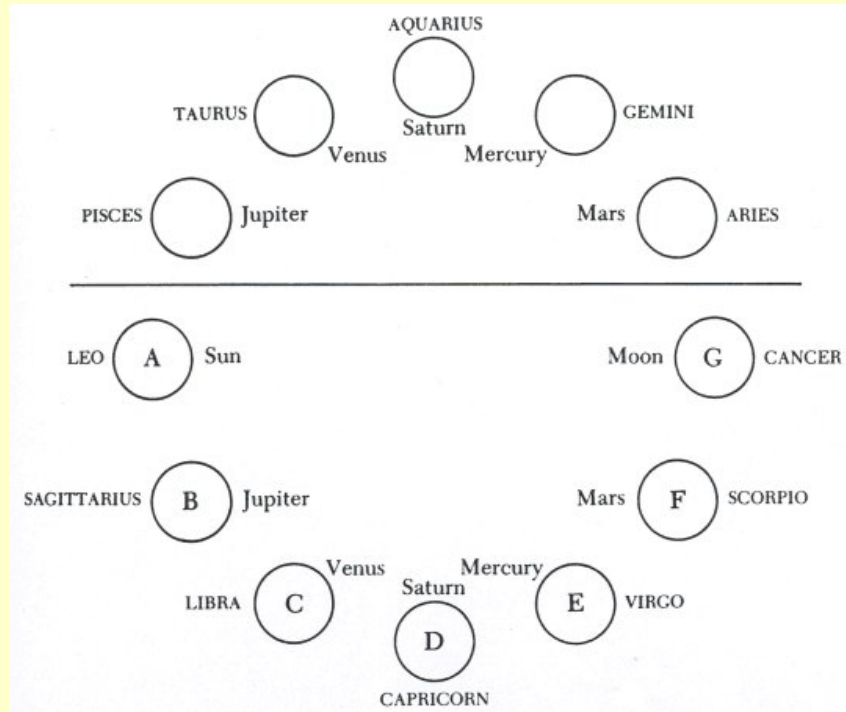 AQUARIUS
TAURUS
GEMINI
Saturn
Venus
Mercury
PISCES
Jupiter
Mars
ARIES
LEO
A
Sun
Moon
G
CANCER
SAGITTARIUS
B
Jupiter
Mars
F
SCORPIO
Venus
Mercury
Saturn
LIBRA
C
E
VIRGO
D
CAPRICORN